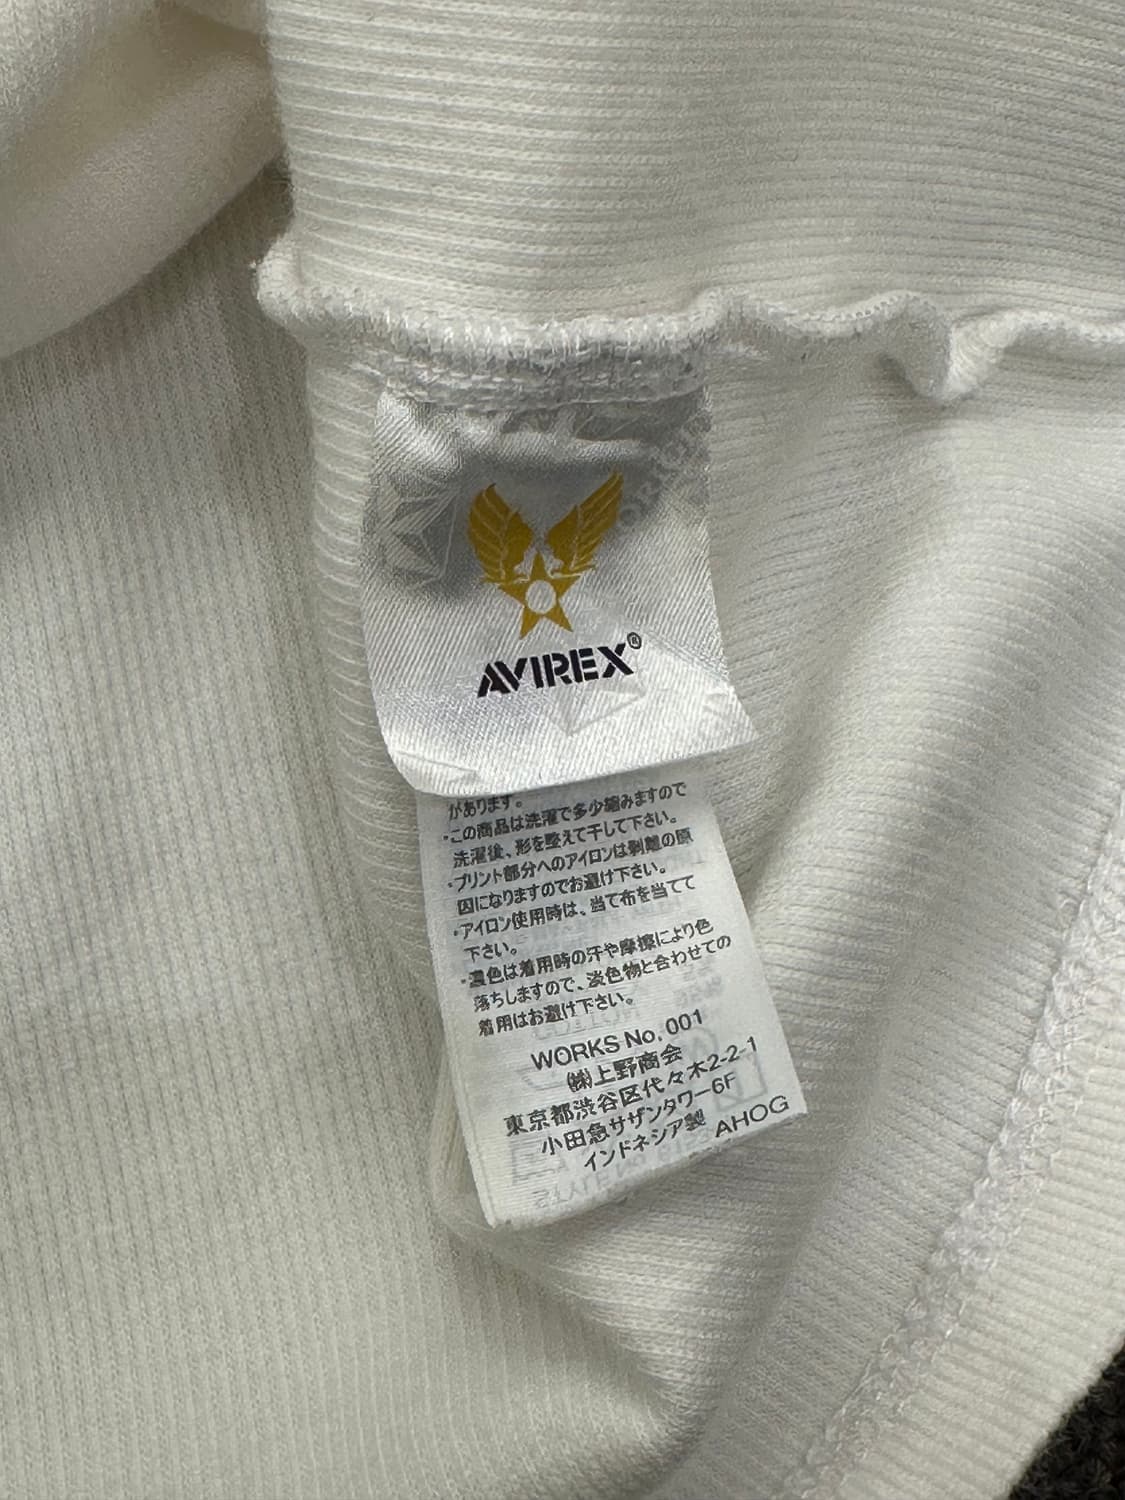 AVIREX®
があります。
・この商品は洗濯で多少縮みますので
洗濯後、形を整えて干して下さい。
・プリント部分へのアイロンは剥離の原
因になりますのでお避け下さい。
・アイロン使用時は、当て布を当てて
下さい。
・濃色は着用時の汗や摩擦により色
落ちしますので、淡色物と合わせての
着用はお避け下さい。
WORKS No. 001
㈱上野商会
東京都渋谷区代々木2-2-1
小田急サザンタワー6F
インドネシア製 AHOG